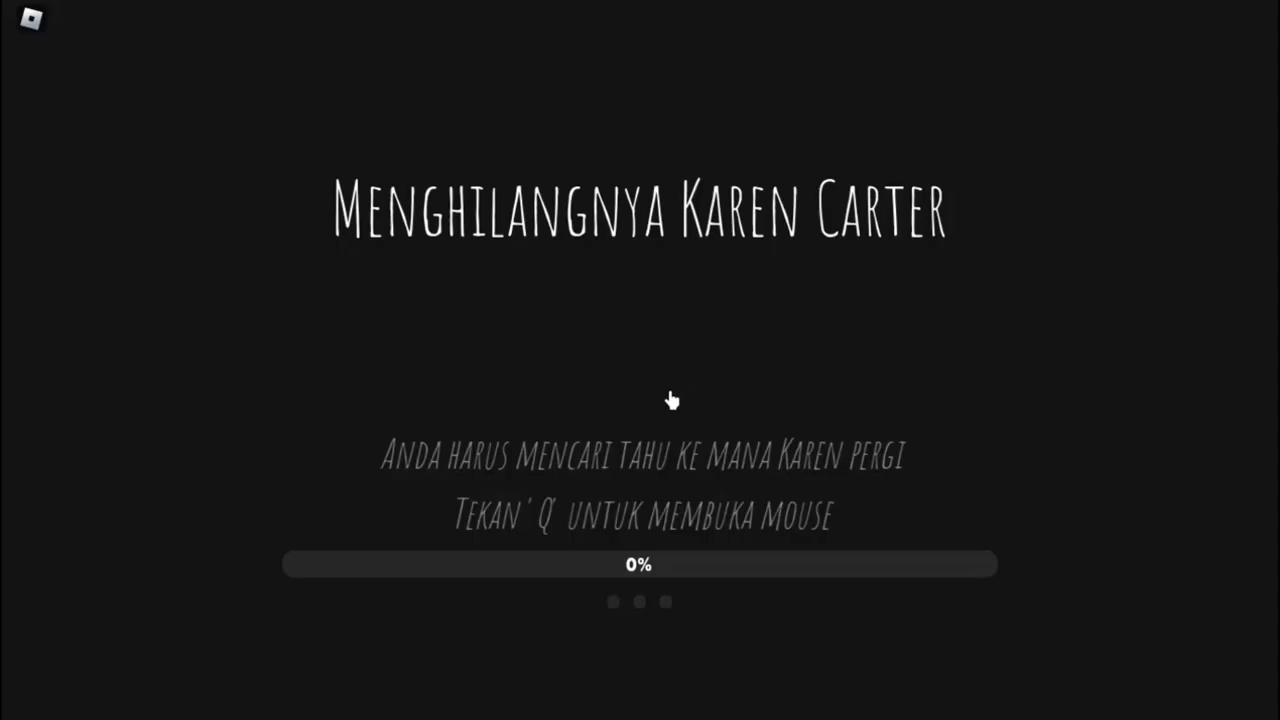 Menghilangnya Karen Carter
Anda harus mencari tahu ke mana Karen pergi
Tekan ' Q' untuk membuka mouse
0%